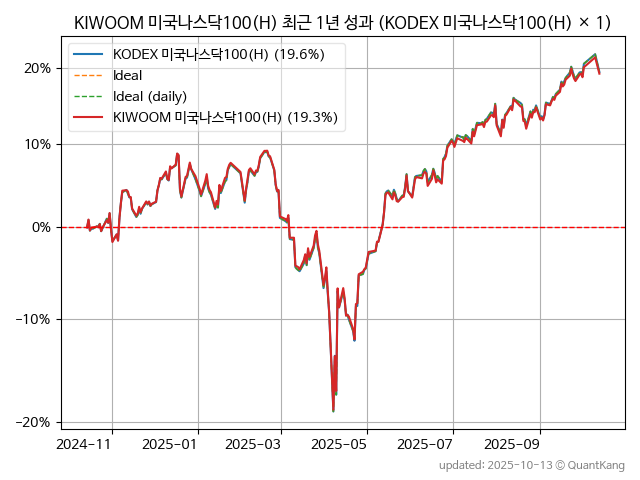 KIWOOM 미국나스닥100(H) 최근 1년 성과 (KODEX 미국나스닥100(H) × 1)
KODEX 미국나스닥100(H) (19.6%)
Ideal
Ideal (daily)
KIWOOM 미국나스닥100(H) (19.3%)
20%
10%
0%
−10%
−20%
2024-11
2025-01
2025-03
2025-05
2025-07
2025-09
updated: 2025-10-13 © QuantKang